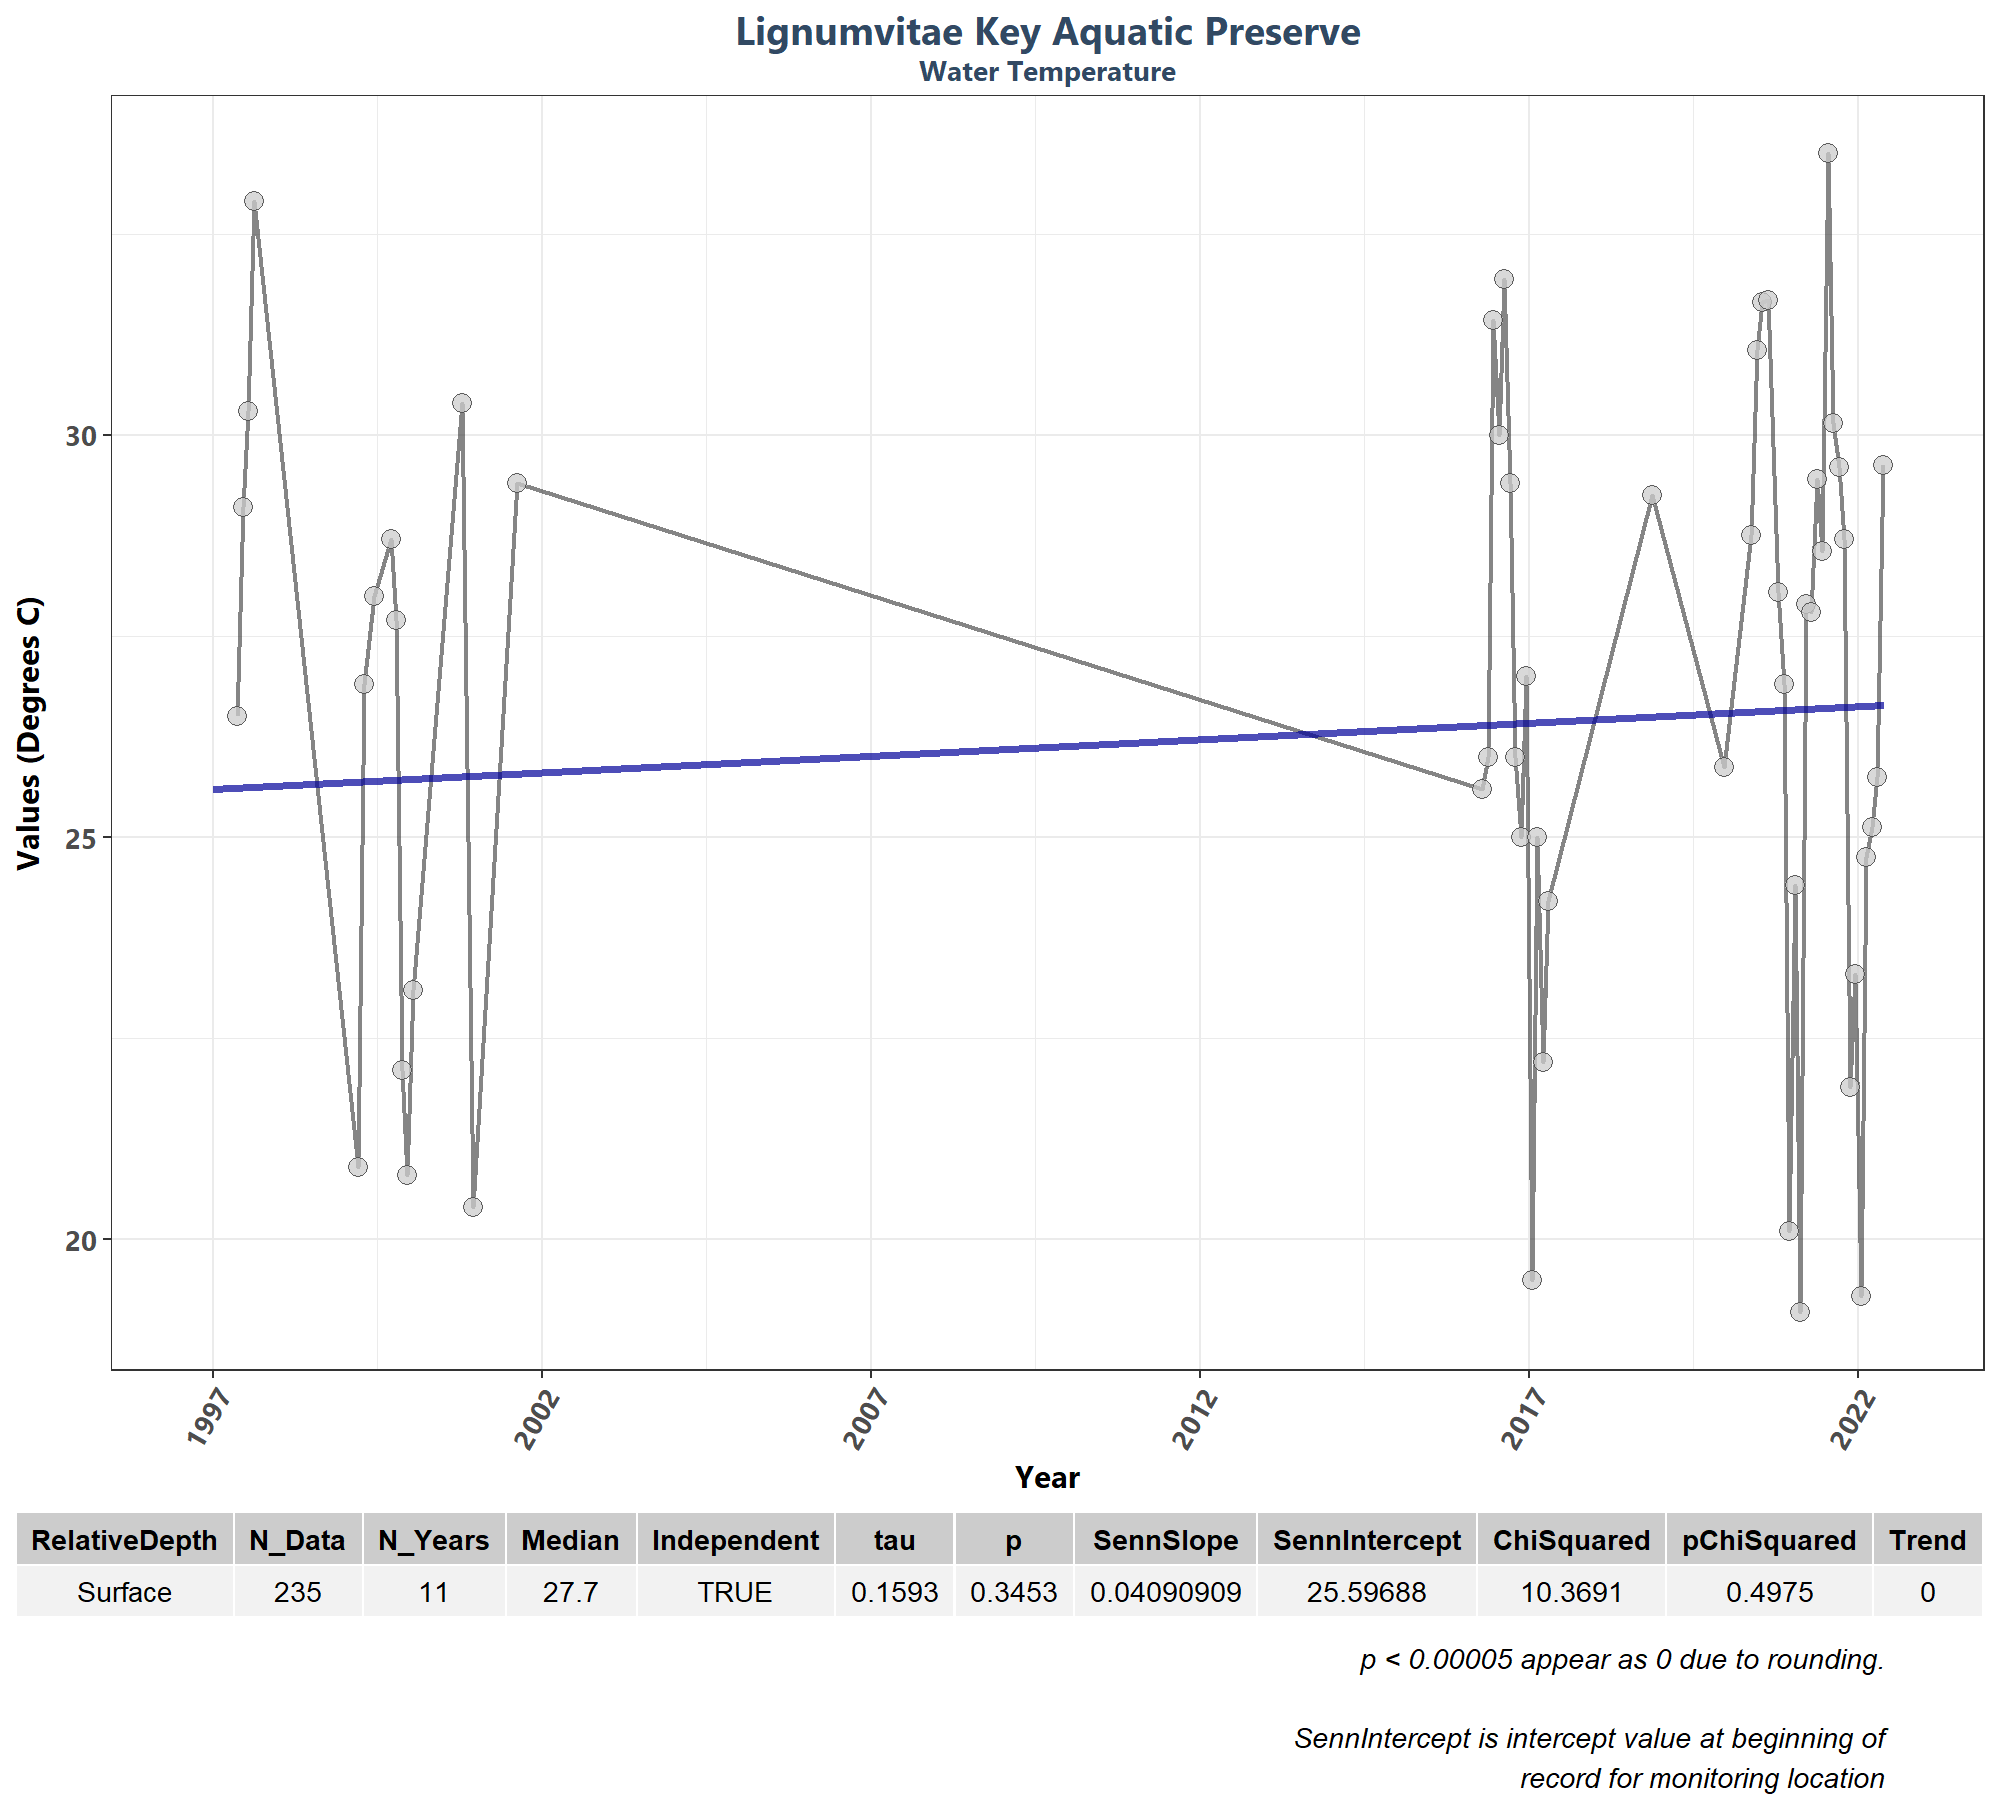 Lignumvitae Key Aquatic Preserve
Water Temperature
Values (Degrees C)
30
25
20
1997 2002 2007 2012 2017 2022
Year
RelativeDepth N_Data N_Years Median Independent tau p SennSlope SennIntercept ChiSquared pChiSquared Trend
Surface 235 11 27.7 TRUE 0.1593 0.3453 0.04090909 25.59688 10.3691 0.4975 0
p < 0.00005 appear as 0 due to rounding.
SennIntercept is intercept value at beginning of
record for monitoring location